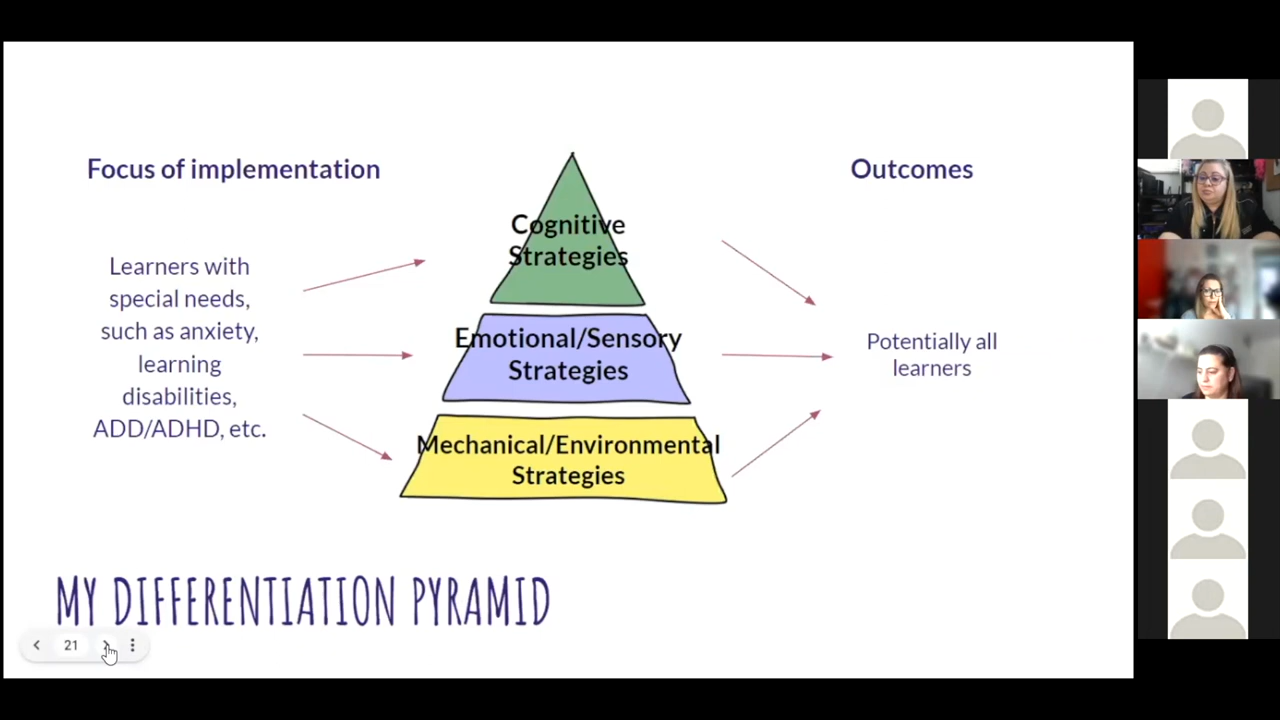 Focus of implementation
Outcomes
Learners with
special needs,
such as anxiety,
learning
disabilities,
ADD/ADHD, etc.
Cognitive
Strategies
Emotional/Sensory
Strategies
Mechanical/Environmental
Strategies
Potentially all
learners
MY DIFFERENTIATION PYRAMID
21